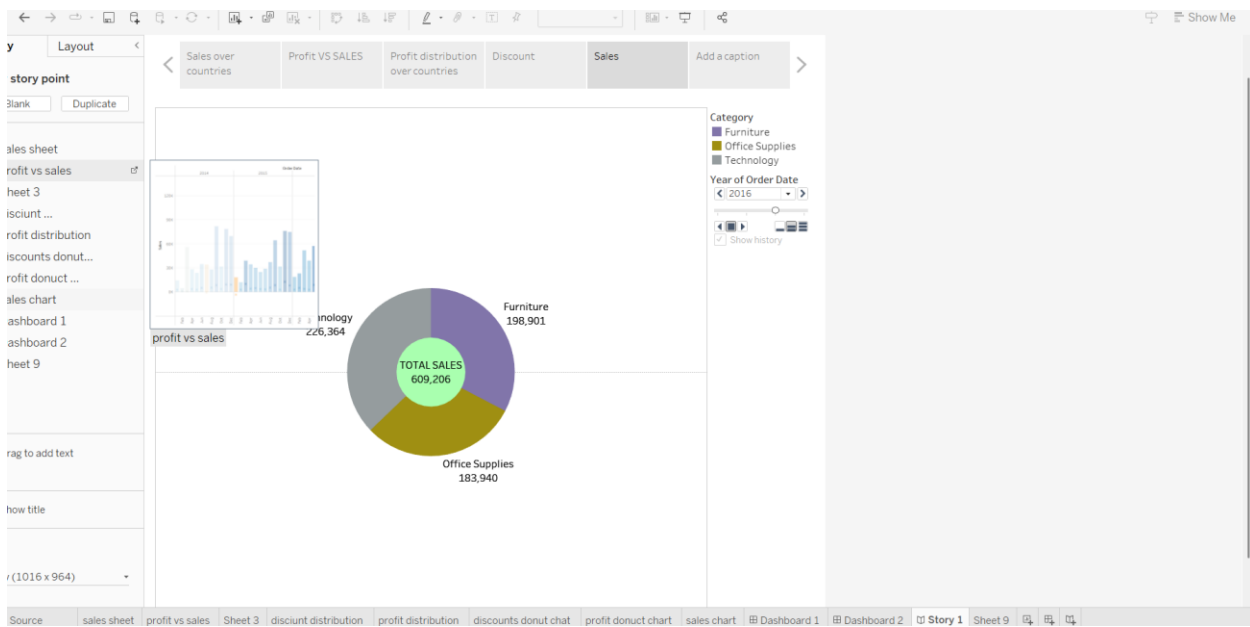 Show Me
y
Layout
story point
Blank
Duplicate
ales sheet
rofit vs sales
heet 3
isciunt ...
rofit distribution
iscounts donut...
rofit donuct ...
ales chart
ashboard 1
ashboard 2
heet 9
rag to add text
how title
(1016 x 964)
Sales over
countries
Profit VS SALES
Profit distribution
over countries
Discount
Sales
Add a caption
Category
Furniture
Office Supplies
Technology
Year of Order Date
2016
Show history
Order Date
profit vs sales
nology
226,364
Furniture
198,901
TOTAL SALES
609,206
Office Supplies
183,940
Source
sales sheet
profit vs sales
Sheet 3
disciunt distribution
profit distribution
discounts donut chat
profit donuct chart
sales chart
Dashboard 1
Dashboard 2
Story 1
Sheet 9